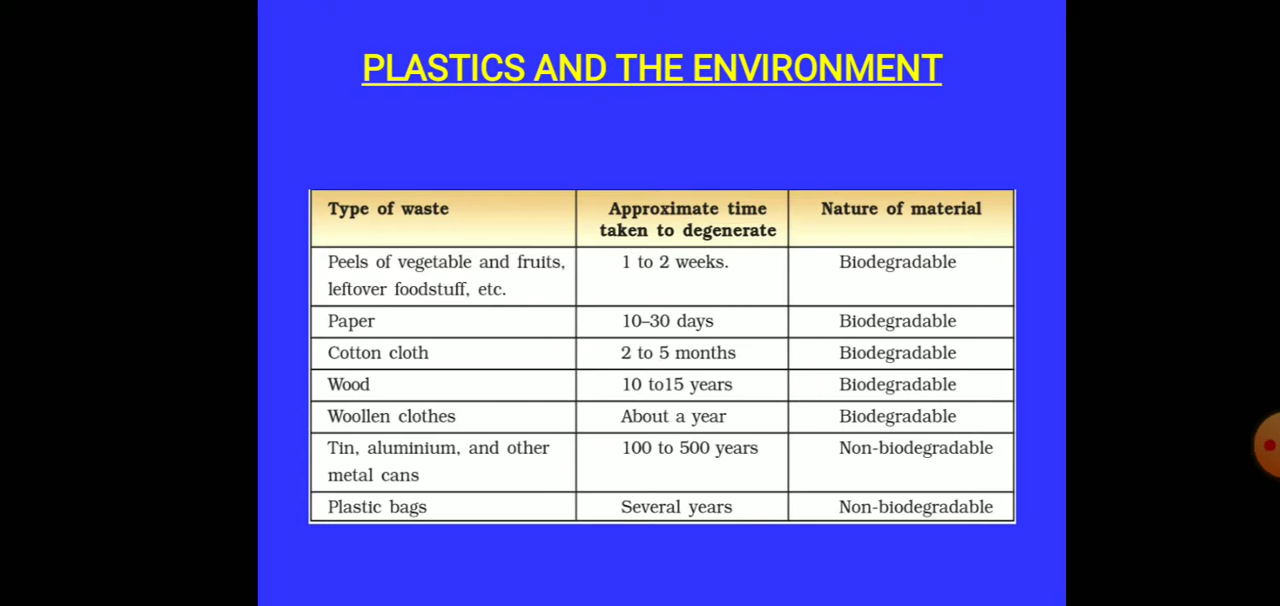 PLASTICS AND THE ENVIRONMENT
Type of waste Approximate time Nature of material
taken to degenerate
Peels of vegetable and fruits, 1 to 2 weeks. Biodegradable
leftover foodstuff, etc.
Paper 10–30 days Biodegradable
Cotton cloth 2 to 5 months Biodegradable
Wood 10 to15 years Biodegradable
Woollen clothes About a year Biodegradable
Tin, aluminium, and other 100 to 500 years Non-biodegradable
metal cans
Plastic bags Several years Non-biodegradable